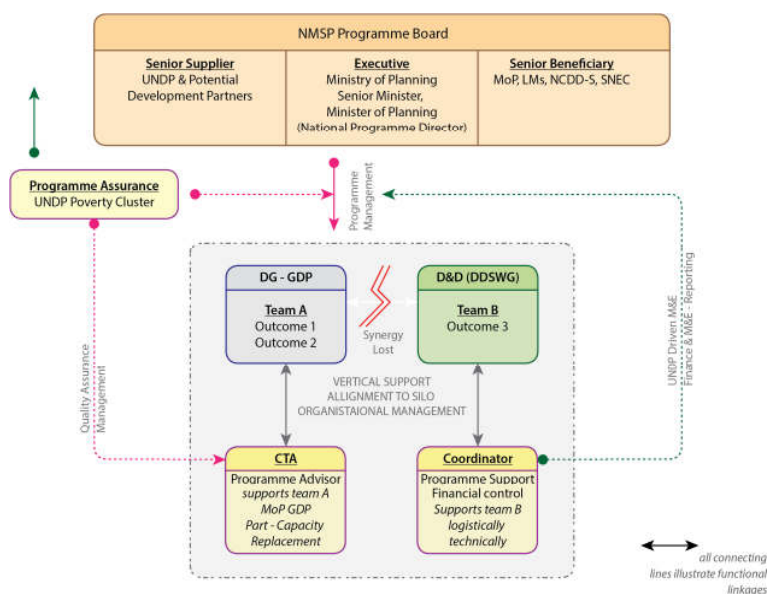 NMSP Programme Board
Senior Supplier
UNDP & Potential
Development Partners
Executive
Ministry of Planning
Senior Minister,
Minister of Planning
(National Programme Director)
Senior Beneficiary
MoP, LMs, NCDD-S, SNEC
Programme Assurance
UNDP Poverty Cluster
Programme
Management
DG - GDP
Team A
Outcome 1
Outcome 2
Synergy
Lost
D&D (DDSWG)
Team B
Outcome 3
VERTICAL SUPPORT
ALLIGNMENT TO SILO
ORGANISTAIONAL MANAGEMENT
Quality Assurance
Management
UNDP Driven M&E
Finance & M&E - Reporting
CTA
Programme Advisor
supports team A
MoP GDP
Part - Capacity
Replacement
Coordinator
Programme Support
Financial control
Supports team B
logistically
technically
all connecting
lines illustrate functional
linkages